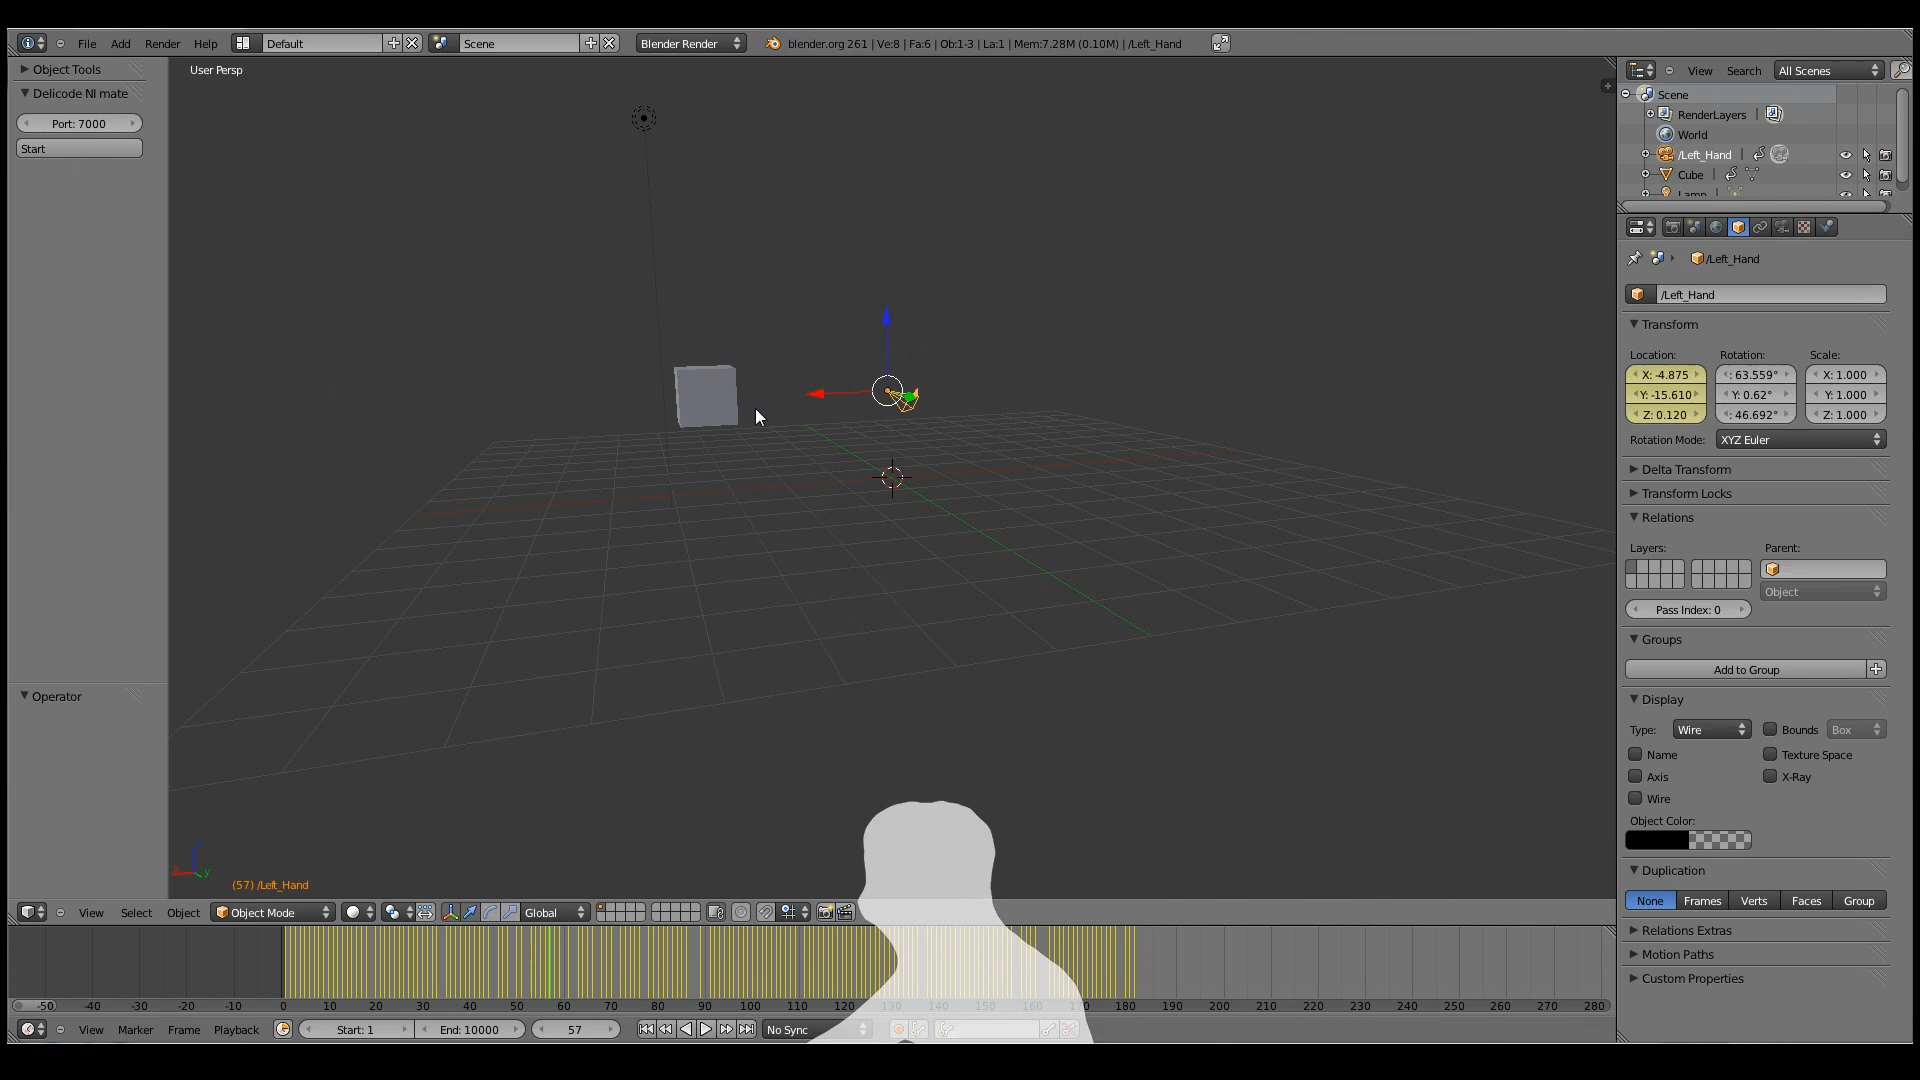 File Add Render Help Default Scene Blender Render blender.org 261 | Ve:8 | Fa:6 | Ob:1-3 | La:1 | Mem:7.28M (0.10M) | /Left_Hand
Object Tools
Delicode NI mate
Port: 7000
Start
Operator
User Persp
(57) /Left_Hand
View Select Object Object Mode Global
-50 -40 -30 -20 -10 0 10 20 30 40 50 60 70 80 90 100 110 120 130 140 150 160 170 180 190 200 210 220 230 240 250 260 270 280
View Marker Frame Playback Start: 1 End: 10000 57 No Sync
View Search All Scenes
Scene
RenderLayers
World
/Left_Hand
Cube
Lamp
/Left_Hand
/Left_Hand
Transform
Location: Rotation: Scale:
X: -4.875 : 63.559° X: 1.000
Y: -15.610 Y: 0.62° Y: 1.000
Z: 0.120 : 46.692° Z: 1.000
Rotation Mode: XYZ Euler
Delta Transform
Transform Locks
Relations
Layers: Parent:
Object
Pass Index: 0
Groups
Add to Group
Display
Type: Wire Bounds Box
Name Texture Space
Axis X-Ray
Wire
Object Color:
Duplication
None Frames Verts Faces Group
Relations Extras
Motion Paths
Custom Properties